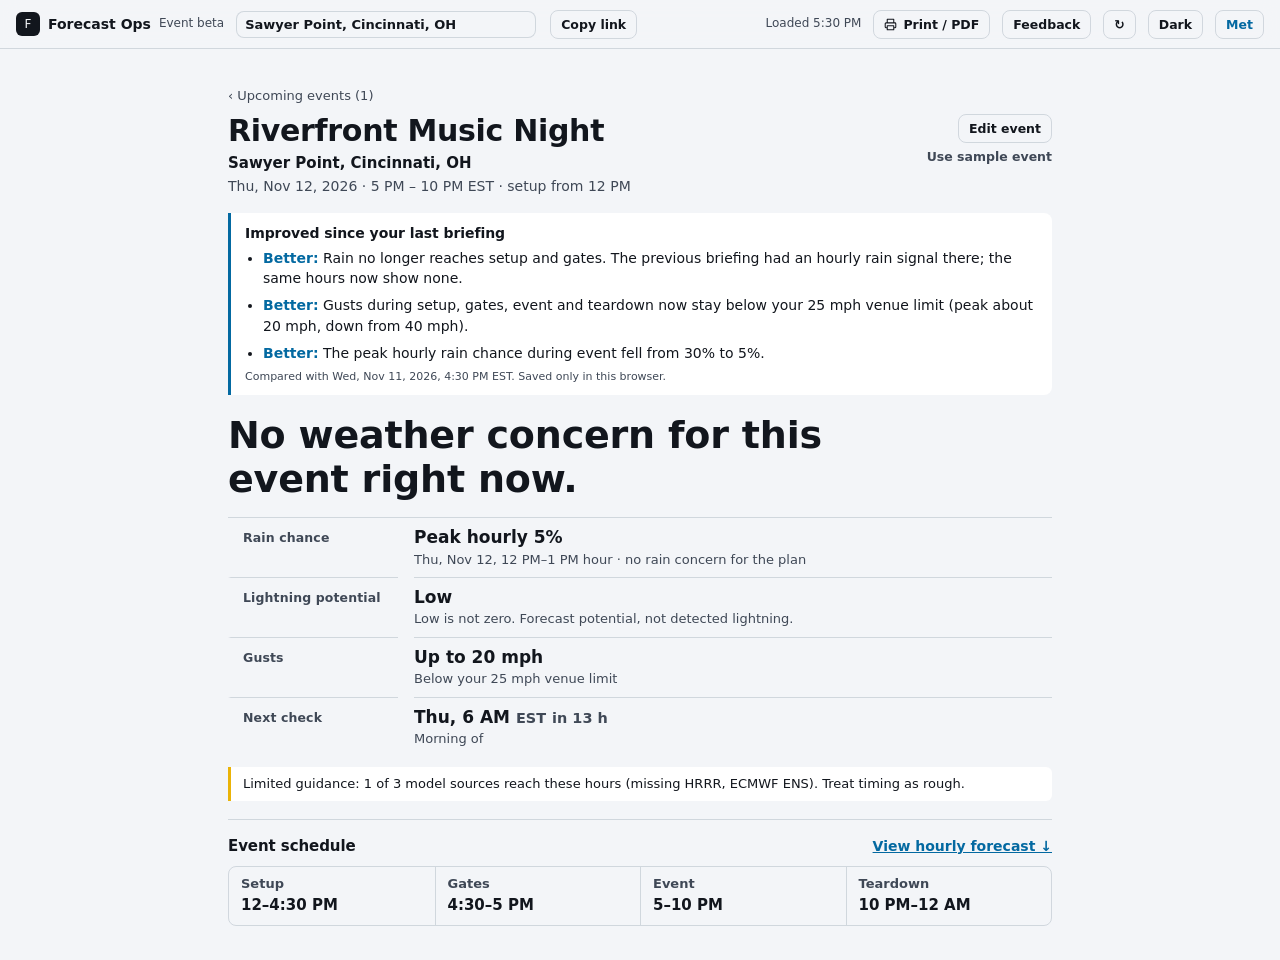 F Forecast Ops Event beta Sawyer Point, Cincinnati, OH Copy link Loaded 5:30 PM Print / PDF Feedback ↻ Dark Met
‹ Upcoming events (1)
Riverfront Music Night
Edit event
Sawyer Point, Cincinnati, OH
Use sample event
Thu, Nov 12, 2026 · 5 PM – 10 PM EST · setup from 12 PM
Improved since your last briefing
• Better: Rain no longer reaches setup and gates. The previous briefing had an hourly rain signal there; the
same hours now show none.
• Better: Gusts during setup, gates, event and teardown now stay below your 25 mph venue limit (peak about
20 mph, down from 40 mph).
• Better: The peak hourly rain chance during event fell from 30% to 5%.
Compared with Wed, Nov 11, 2026, 4:30 PM EST. Saved only in this browser.
No weather concern for this
event right now.
Rain chance Peak hourly 5%
Thu, Nov 12, 12 PM–1 PM hour · no rain concern for the plan
Lightning potential Low
Low is not zero. Forecast potential, not detected lightning.
Gusts Up to 20 mph
Below your 25 mph venue limit
Next check Thu, 6 AM EST in 13 h
Morning of
Limited guidance: 1 of 3 model sources reach these hours (missing HRRR, ECMWF ENS). Treat timing as rough.
Event schedule View hourly forecast ↓
Setup Gates Event Teardown
12–4:30 PM 4:30–5 PM 5–10 PM 10 PM–12 AM